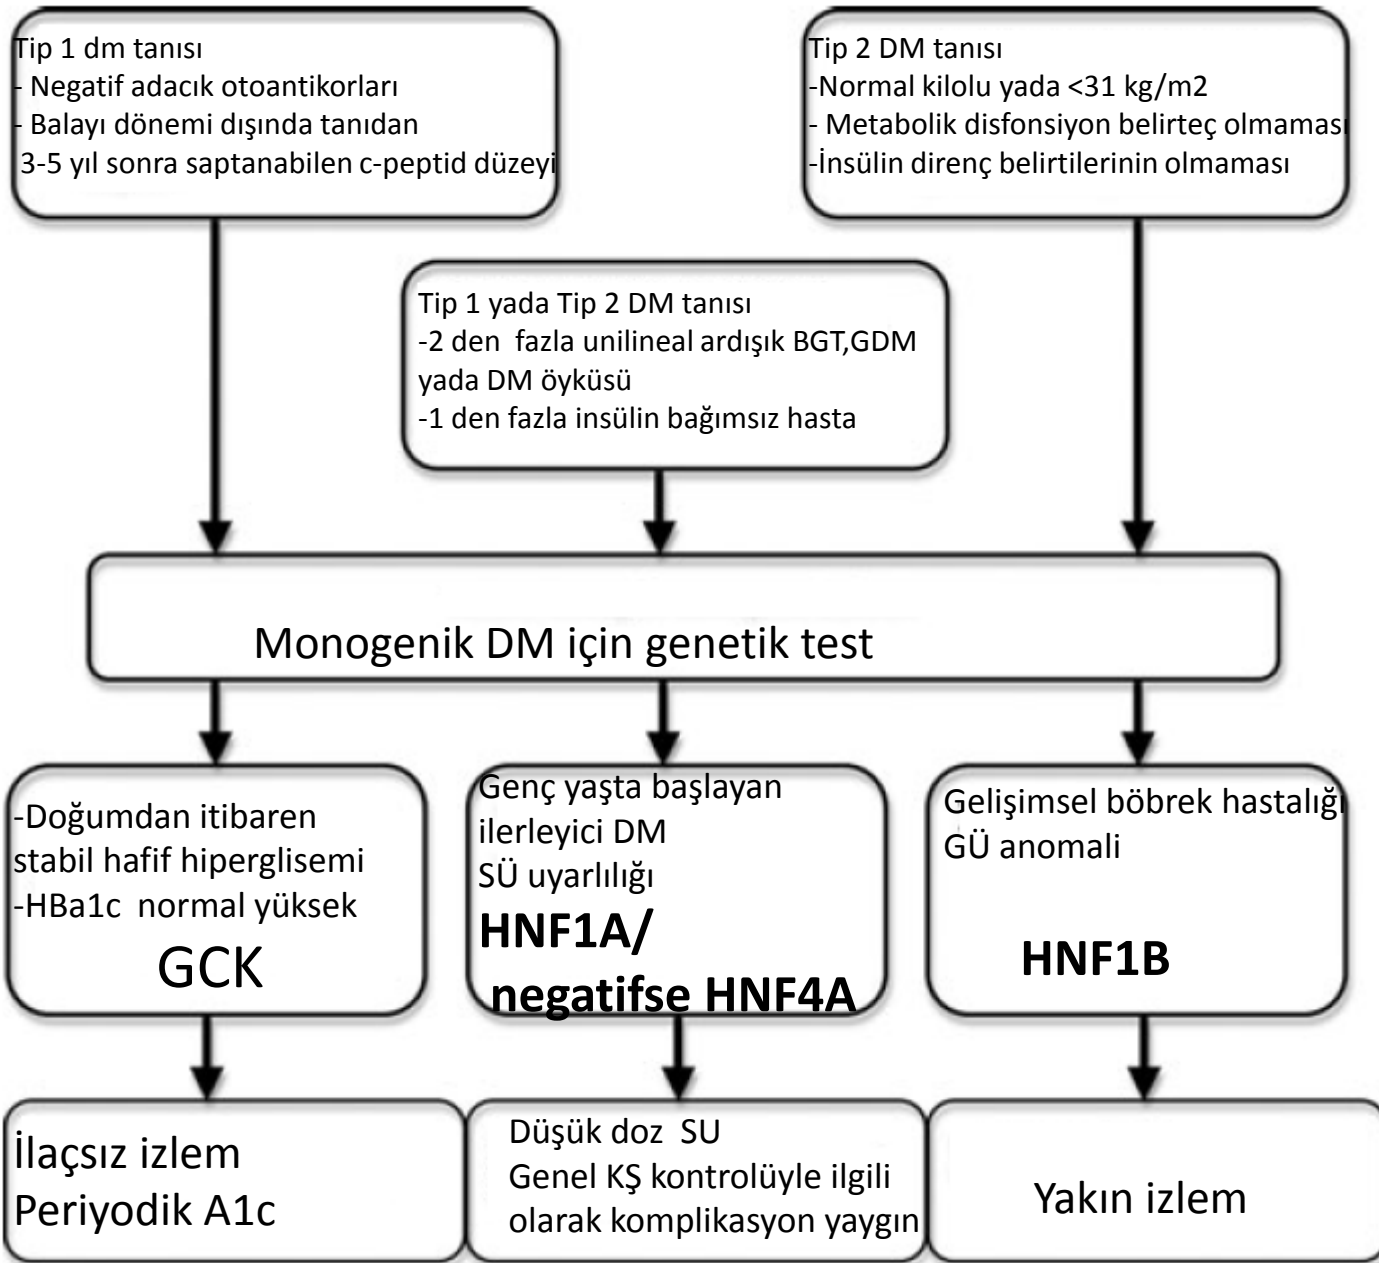 Tip 1 dm tanısı
- Negatif adacık otoantikorları
- Balayı dönemi dışında tanıdan
3-5 yıl sonra saptanabilen c-peptid düzeyi
Tip 2 DM tanısı
-Normal kilolu yada <31 kg/m2
- Metabolik disfonsiyon belirteç olmaması
-İnsülin direnç belirtilerinin olmaması
Tip 1 yada Tip 2 DM tanısı
-2 den fazla unilineal ardışık BGT,GDM
yada DM öyküsü
-1 den fazla insülin bağımsız hasta
Monogenik DM için genetik test
-Doğumdan itibaren
stabil hafif hiperglisemi
-HBa1c normal yüksek
GCK
Genç yaşta başlayan
ilerleyici DM
SÜ uyarlılığı
HNF1A/
negatifse HNF4A
Gelişimsel böbrek hastalığı
GÜ anomali
HNF1B
İlaçsız izlem
Periyodik A1c
Düşük doz SU
Genel KŞ kontrolüyle ilgili
olarak komplikasyon yaygın
Yakın izlem